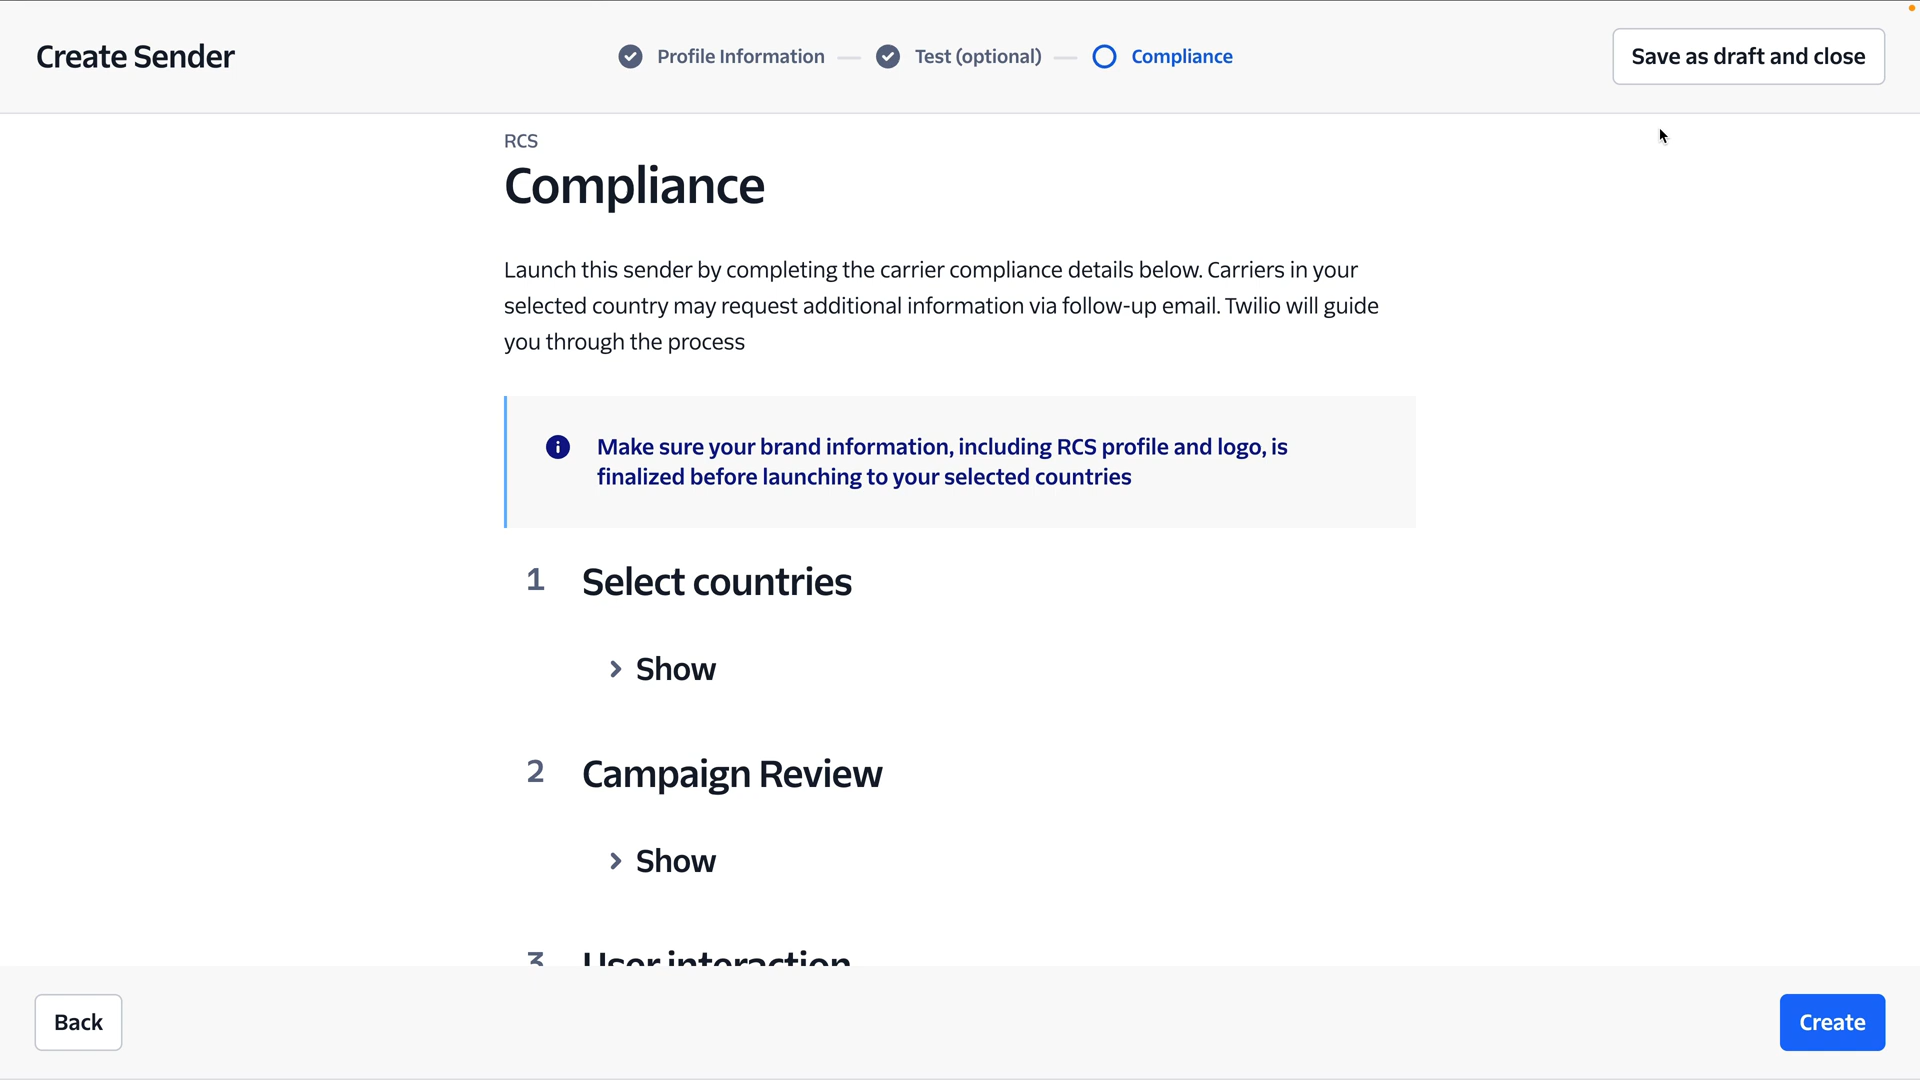 Create Sender
Profile Information
Test (optional)
Compliance
Save as draft and close
RCS
Compliance
Launch this sender by completing the carrier compliance details below. Carriers in your
selected country may request additional information via follow-up email. Twilio will guide
you through the process
Make sure your brand information, including RCS profile and logo, is
finalized before launching to your selected countries
1 Select countries
Show
2 Campaign Review
Show
3 User interaction
Back
Create